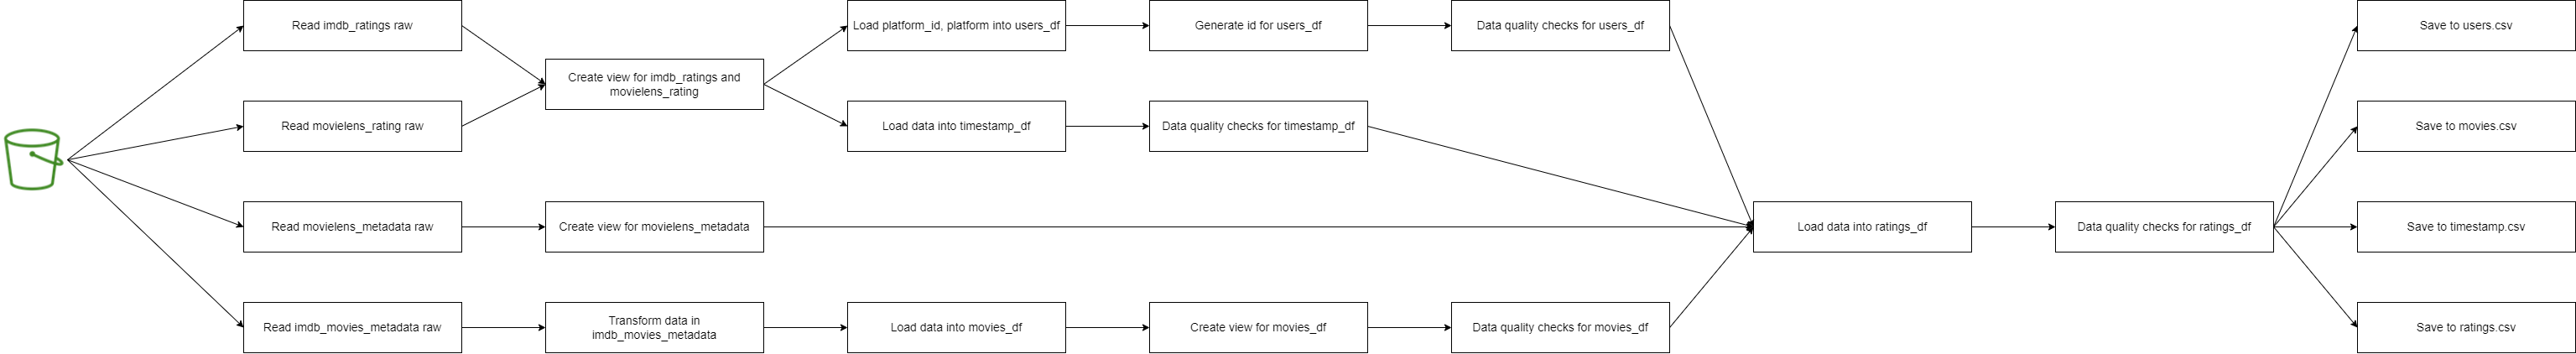 Read imdb_ratings raw
Load platform_id, platform into users_df
Generate id for users_df
Data quality checks for users_df
Save to users.csv
Create view for imdb_ratings and
movielens_rating
Read movielens_rating raw
Load data into timestamp_df
Data quality checks for timestamp_df
Save to movies.csv
Read movielens_metadata raw
Create view for movielens_metadata
Load data into ratings_df
Data quality checks for ratings_df
Save to timestamp.csv
Read imdb_movies_metadata raw
Transform data in
imdb_movies_metadata
Load data into movies_df
Create view for movies_df
Data quality checks for movies_df
Save to ratings.csv